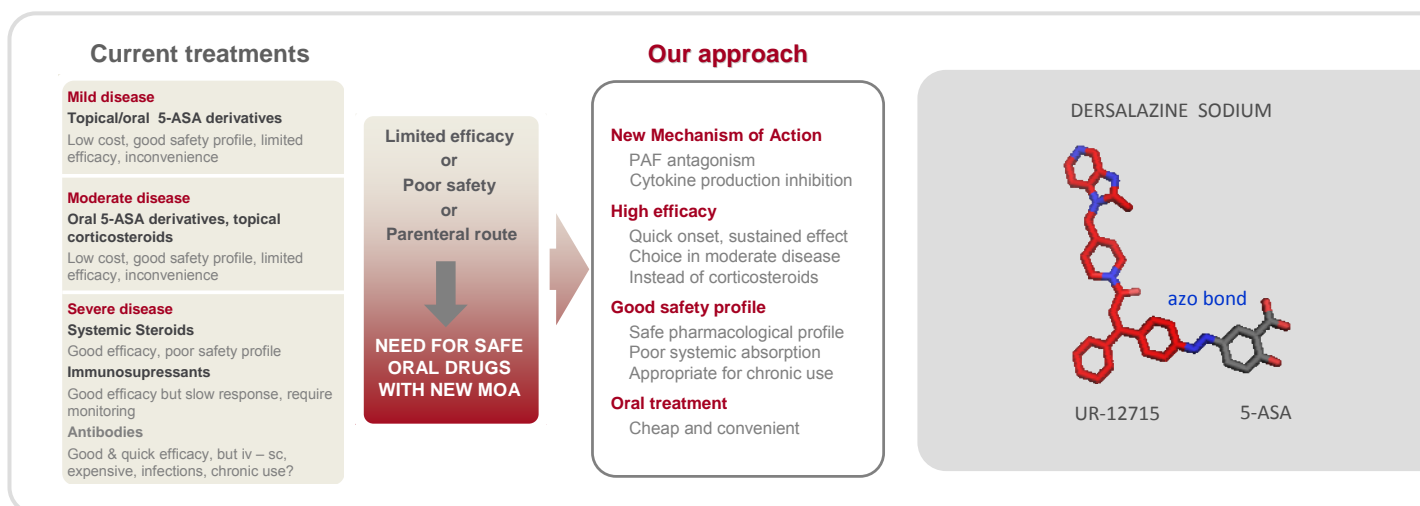 Current treatments
Mild disease
Topical/oral 5-ASA derivatives
Low cost, good safety profile, limited
efficacy, inconvenience
Moderate disease
Oral 5-ASA derivatives, topical
corticosteroids
Low cost, good safety profile, limited
efficacy, inconvenience
Severe disease
Systemic Steroids
Good efficacy, poor safety profile
Immunosupressants
Good efficacy but slow response, require
monitoring
Antibodies
Good & quick efficacy, but iv – sc,
expensive, infections, chronic use?
Limited efficacy
or
Poor safety
or
Parenteral route
NEED FOR SAFE
ORAL DRUGS
WITH NEW MOA
Our approach
New Mechanism of Action
PAF antagonism
Cytokine production inhibition
High efficacy
Quick onset, sustained effect
Choice in moderate disease
Instead of corticosteroids
Good safety profile
Safe pharmacological profile
Poor systemic absorption
Appropriate for chronic use
Oral treatment
Cheap and convenient
DERSALAZINE SODIUM
azo bond
UR-12715 5-ASA